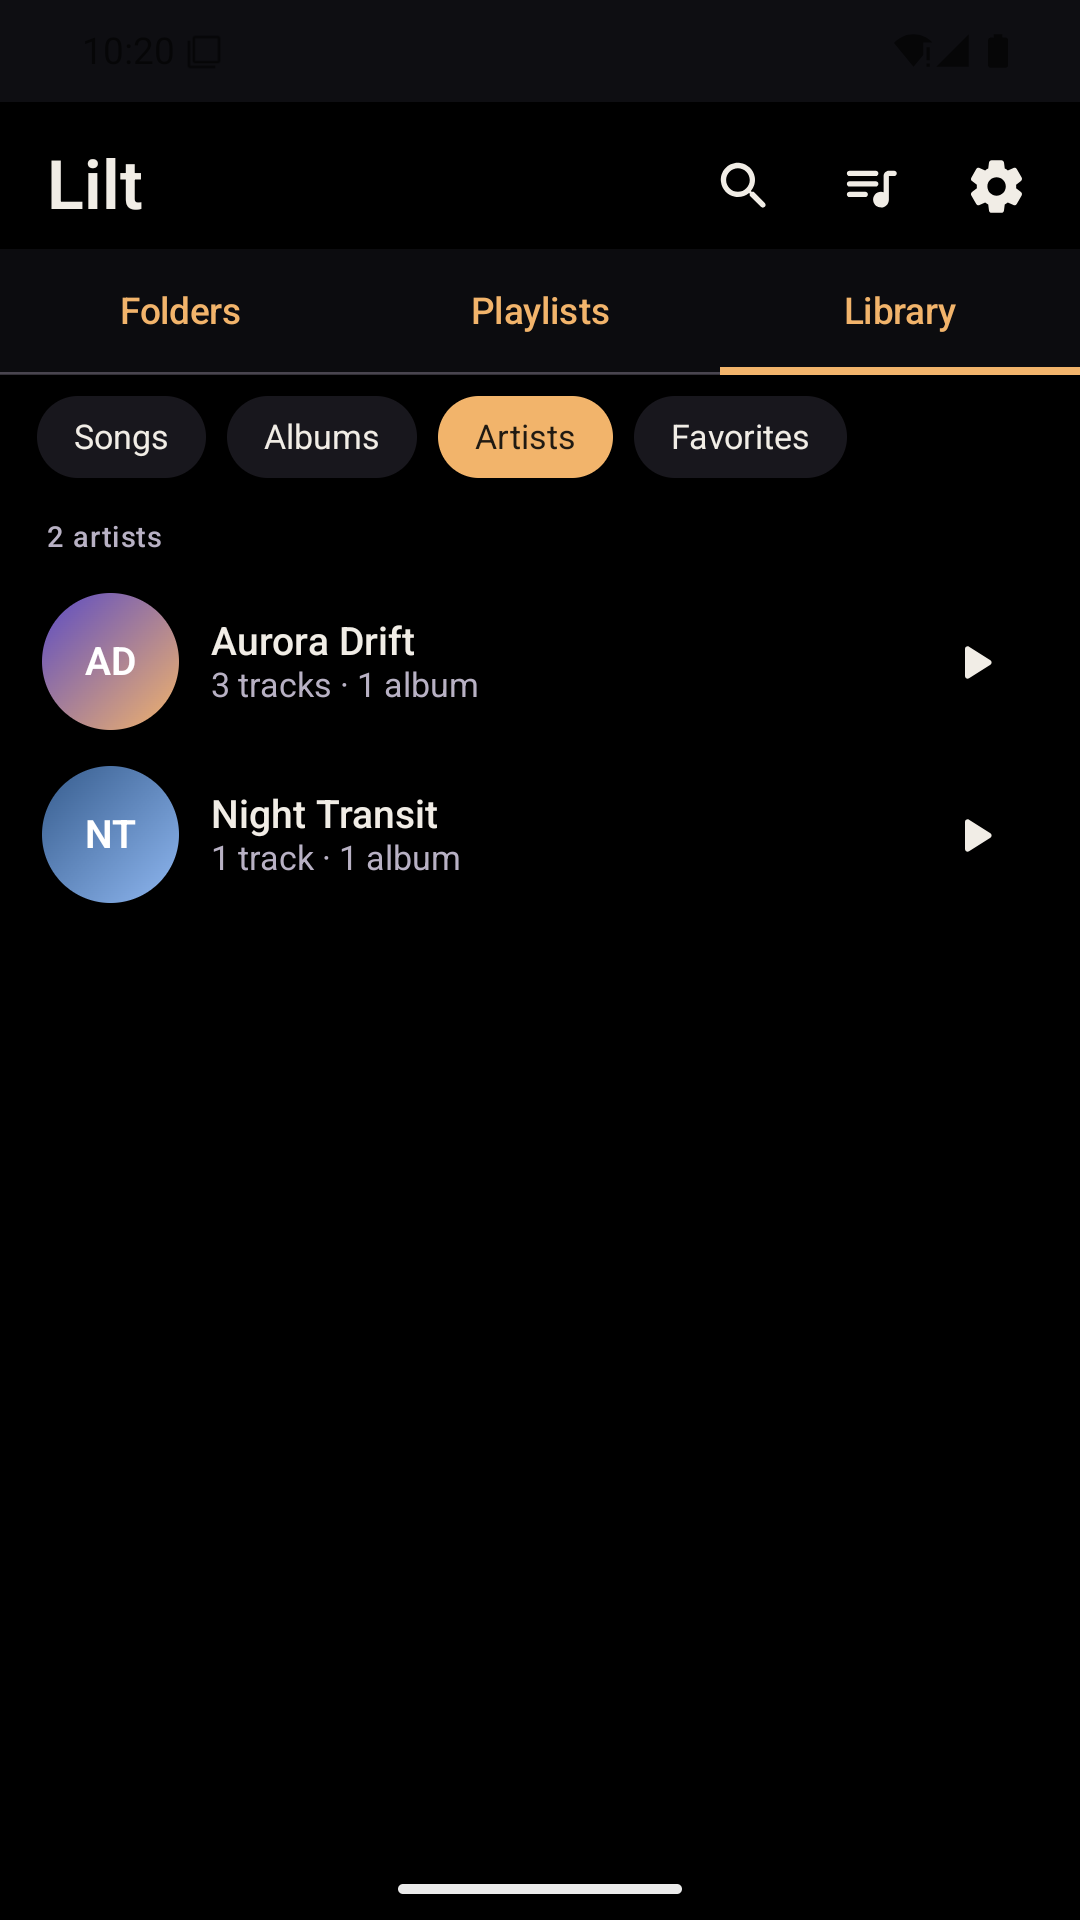 10:20
Lilt
Folders Playlists Library
Songs Albums Artists Favorites
2 artists
AD
Aurora Drift
3 tracks · 1 album
NT
Night Transit
1 track · 1 album